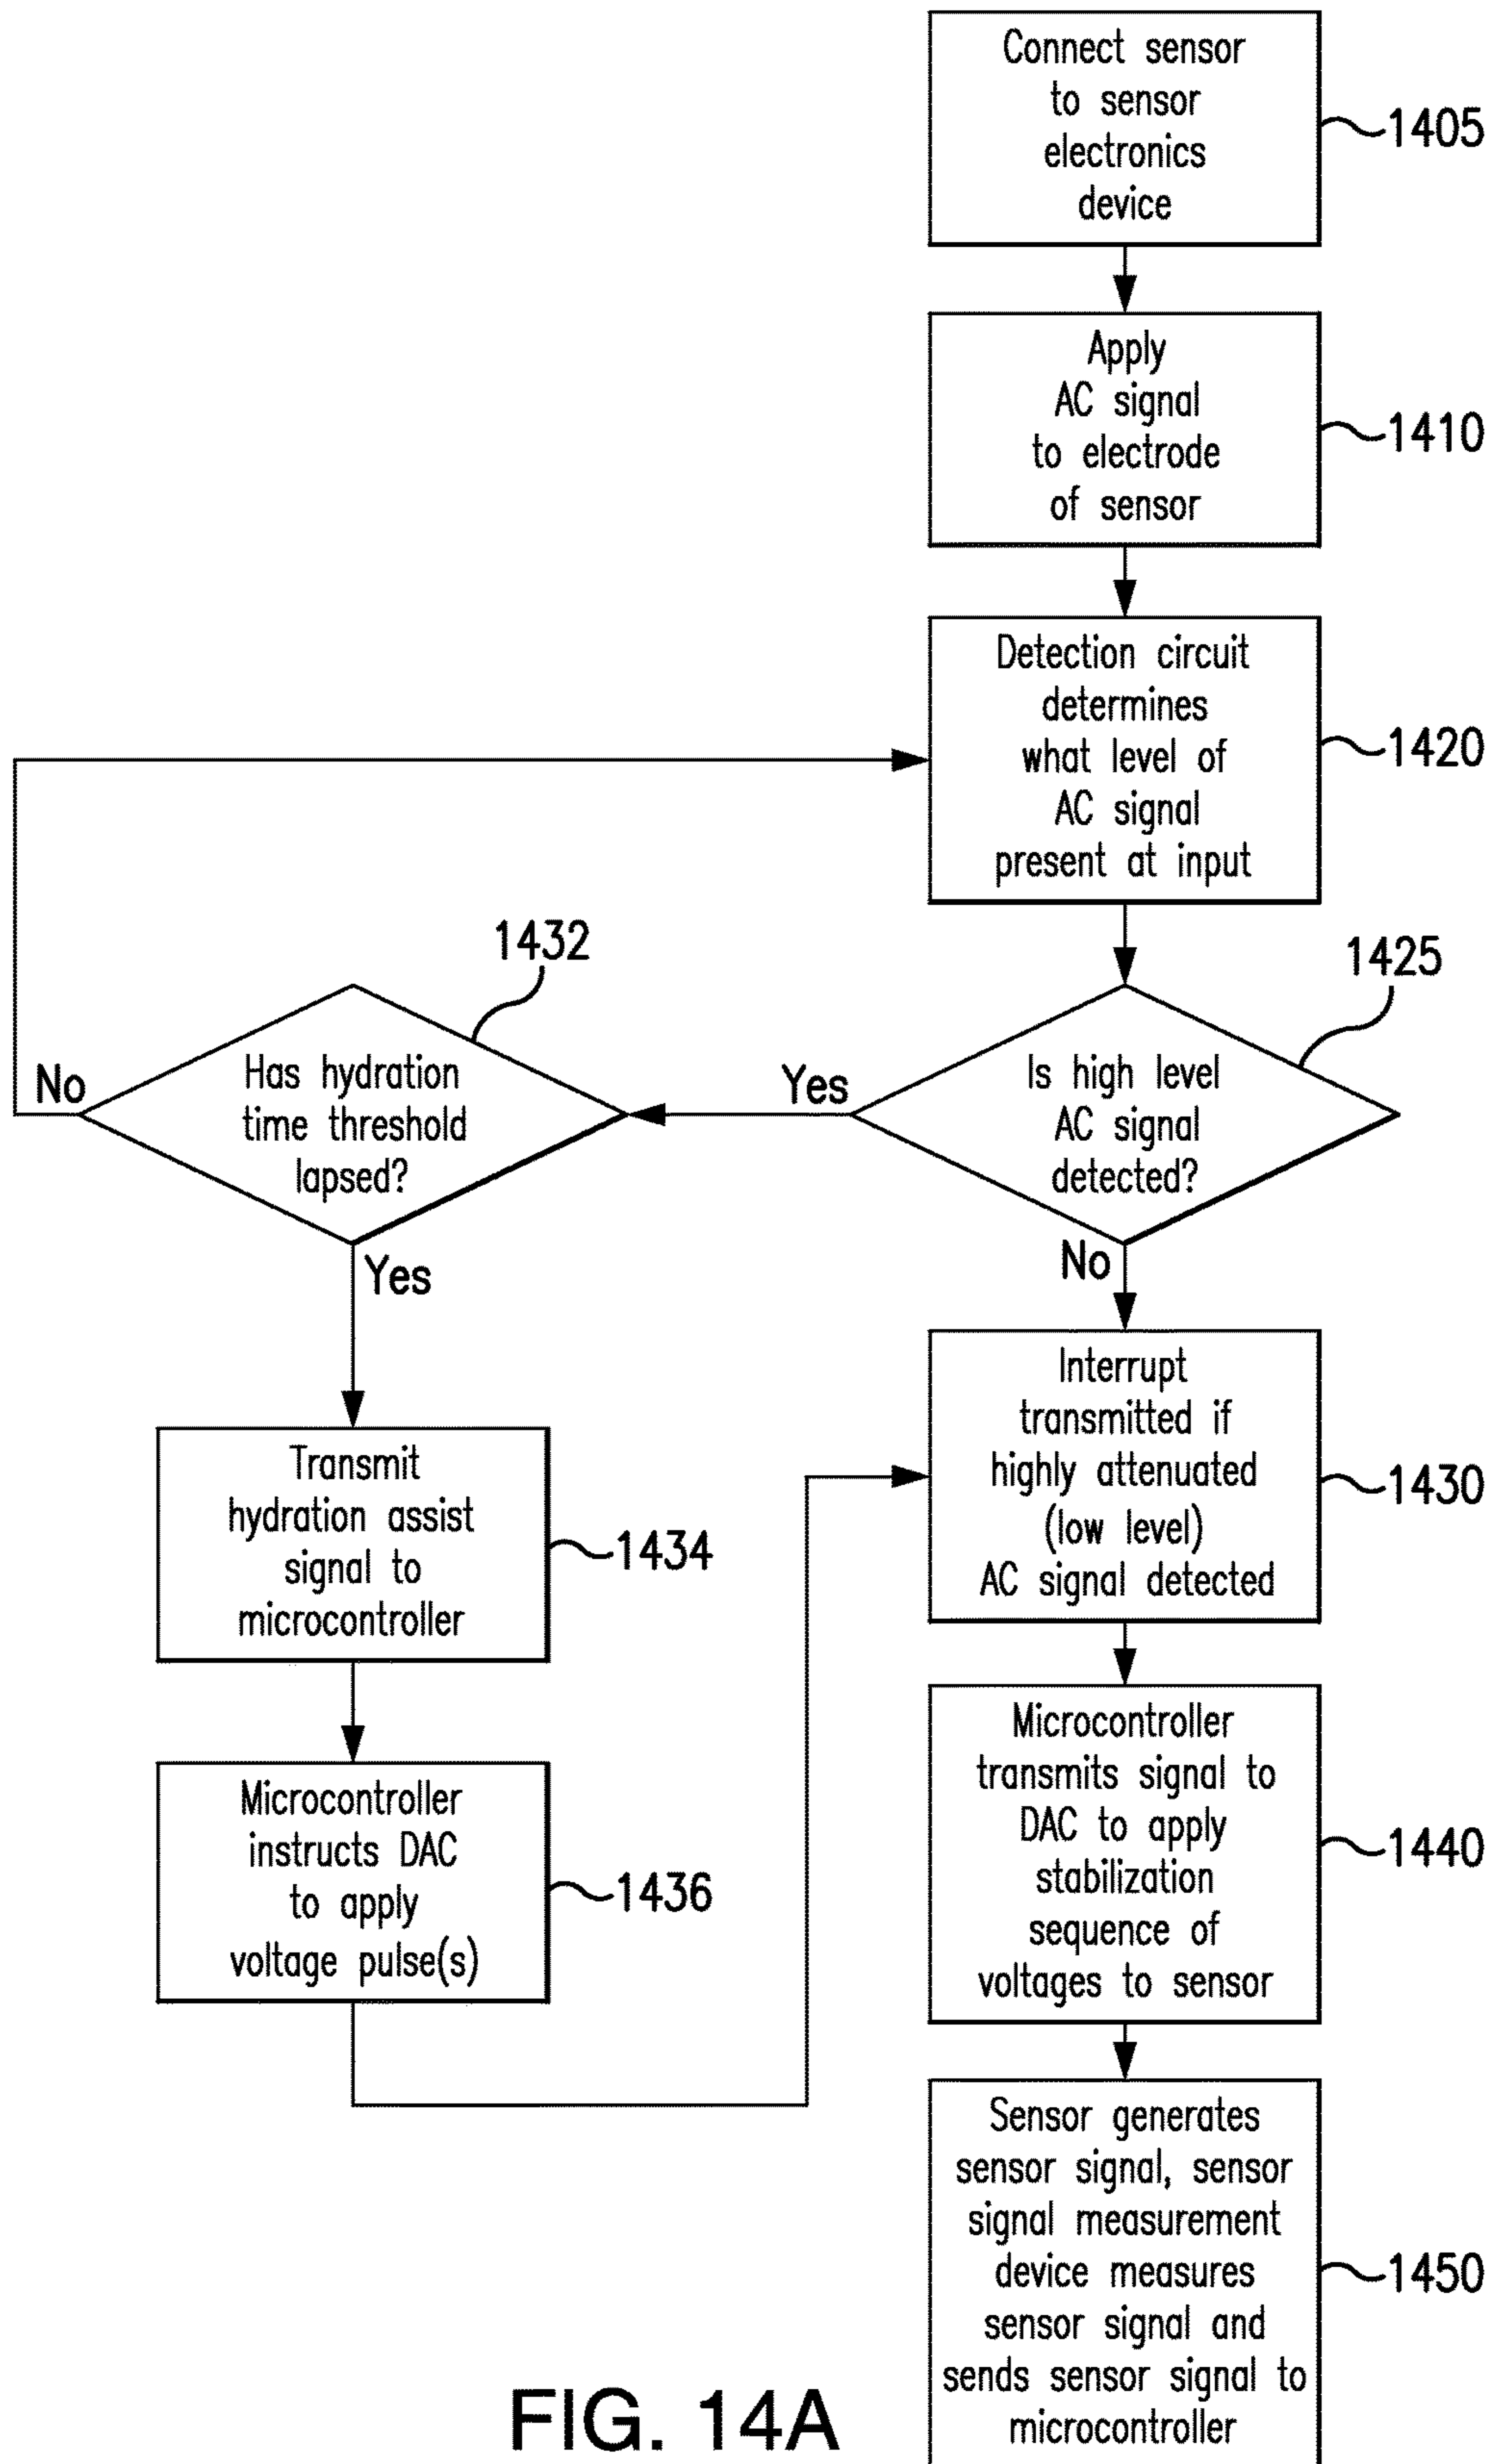 Connect sensor
to sensor
electronics
device
1405
Apply
AC signal
to electrode
of sensor
1410
Detection circuit
determines
what level of
AC signal
present at input
1420
1432
1425
No
Has hydration
time threshold
lapsed?
Yes
Is high level
AC signal
detected?
Yes
No
Interrupt
transmitted if
highly attenuated
(low level)
AC signal detected
1430
Transmit
hydration assist
signal to
microcontroller
1434
Microcontroller
transmits signal to
DAC to apply
stabilization
sequence of
voltages to sensor
1440
Microcontroller
instructs DAC
to apply
voltage pulse(s)
1436
Sensor generates
sensor signal, sensor
signal measurement
device measures
sensor signal and
sends sensor signal to
microcontroller
1450
FIG. 14A